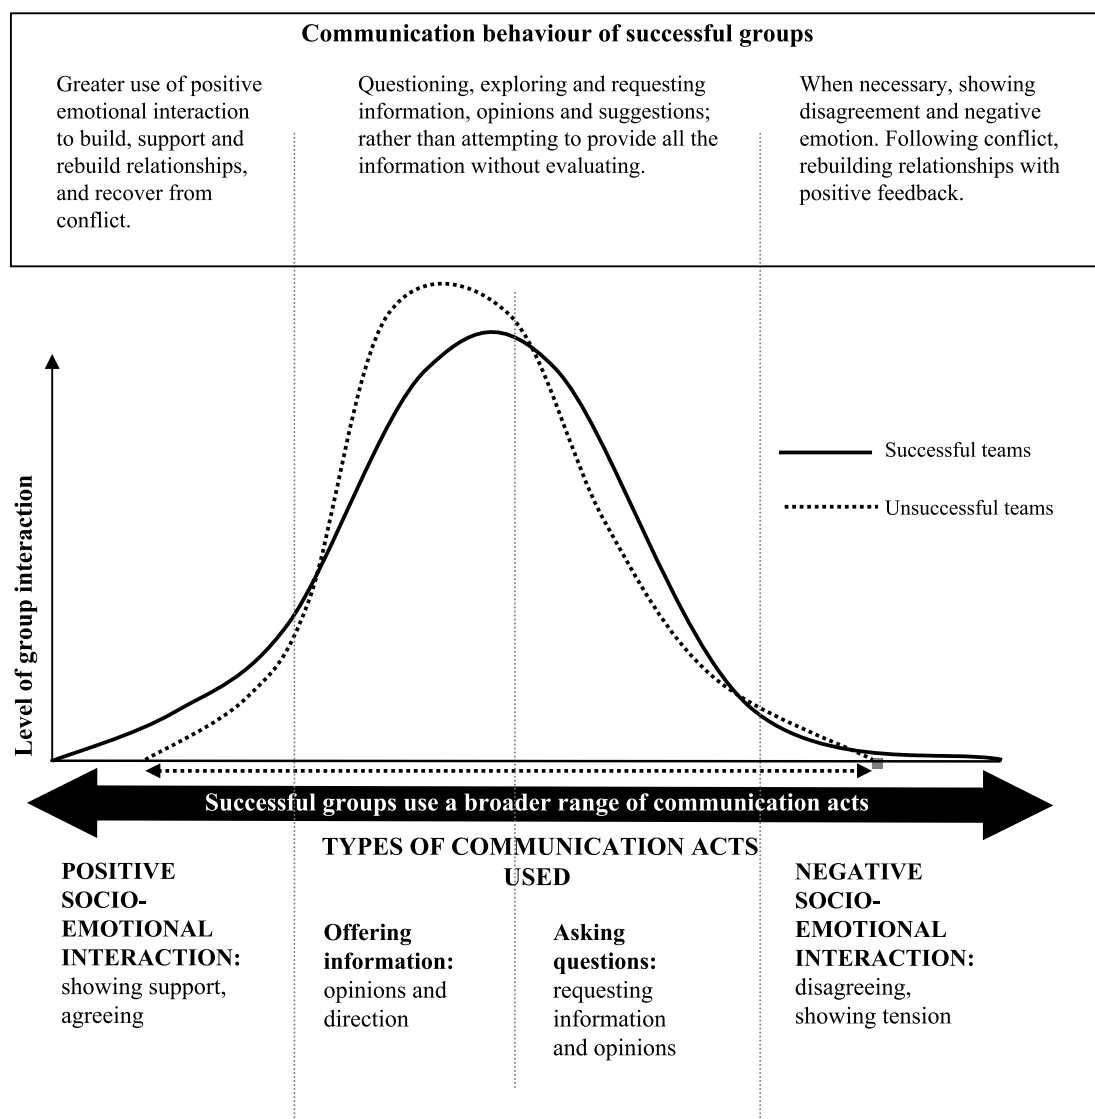 Communication behaviour of successful groups
Greater use of positive
emotional interaction
to build, support and
rebuild relationships,
and recover from
conflict.
Questioning, exploring and requesting
information, opinions and suggestions;
rather than attempting to provide all the
information without evaluating.
When necessary, showing
disagreement and negative
emotion. Following conflict,
rebuilding relationships with
positive feedback.
Level of group interaction
Successful teams
Unsuccessful teams
Successful groups use a broader range of communication acts
TYPES OF COMMUNICATION ACTS
USED
POSITIVE
SOCIO-
EMOTIONAL
INTERACTION:
showing support,
agreeing
Offering
information:
opinions and
direction
Asking
questions:
requesting
information
and opinions
NEGATIVE
SOCIO-
EMOTIONAL
INTERACTION:
disagreeing,
showing tension